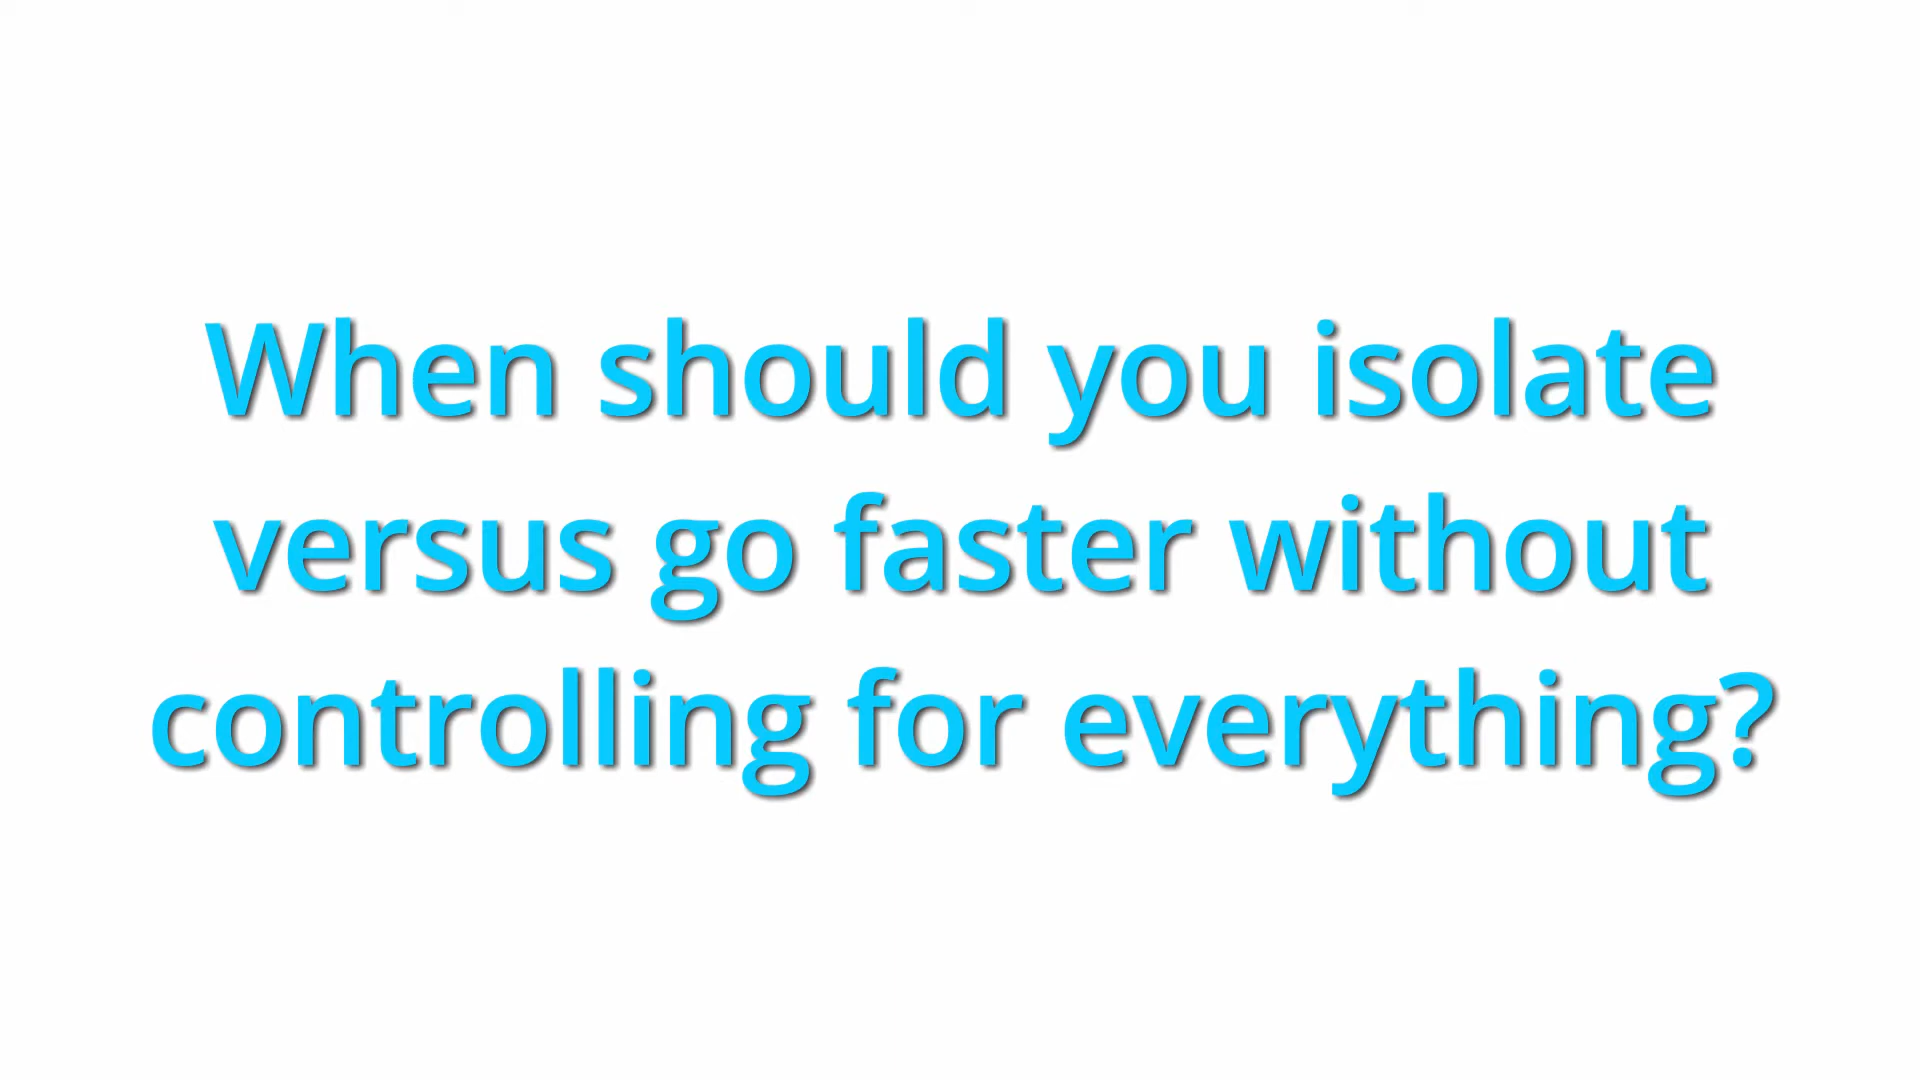 When should you isolate
versus go faster without
controlling for everything?